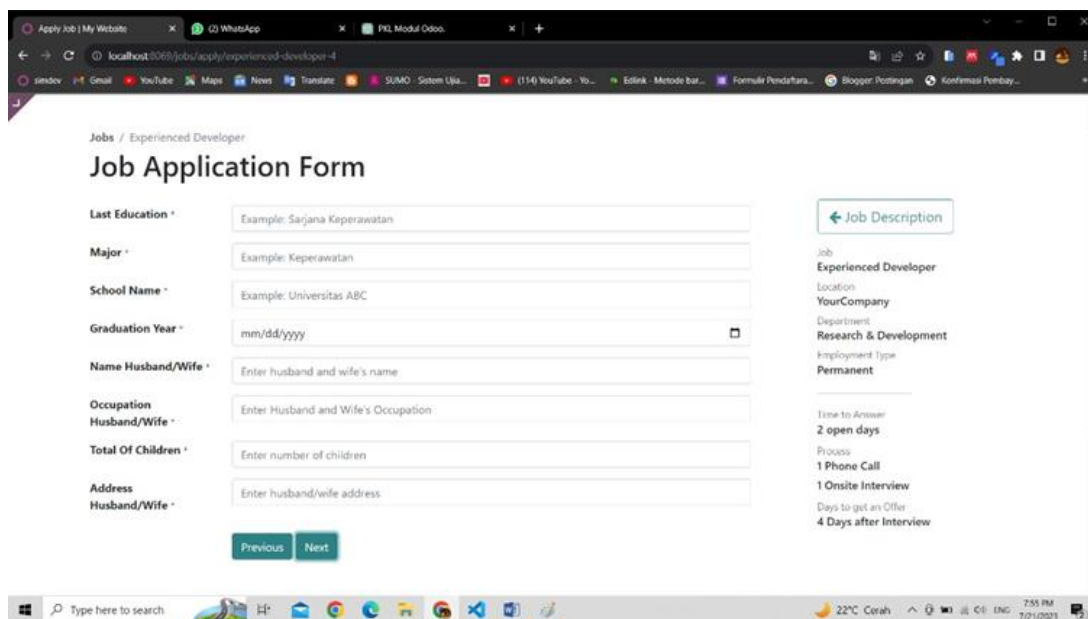 Apply Job | My Website
(2) WhatsApp
PKL Modul Odoo.
localhost:8069/jobs/apply/experienced-developer-4
simdev
Gmail
YouTube
Maps
News
Translate
SUMO - Sistem Ujia...
(114) YouTube - Yo...
Edlink - Metode bar...
Formulir Pendaftara...
Blogger: Postingan
Konfirmasi Pembay...
Jobs / Experienced Developer
Job Application Form
Last Education *
Example: Sarjana Keperawatan
Major *
Example: Keperawatan
School Name *
Example: Universitas ABC
Graduation Year *
mm/dd/yyyy
Name Husband/Wife *
Enter husband and wife's name
Occupation
Husband/Wife *
Enter Husband and Wife's Occupation
Total Of Children *
Enter number of children
Address
Husband/Wife *
Enter husband/wife address
Previous
Next
Job Description
Job
Experienced Developer
Location
YourCompany
Department
Research & Development
Employment Type
Permanent
Time to Answer
2 open days
Process
1 Phone Call
1 Onsite Interview
Days to get an Offer
4 Days after Interview
Type here to search
22°C Cerah
ENG
7:55 PM
7/21/2023